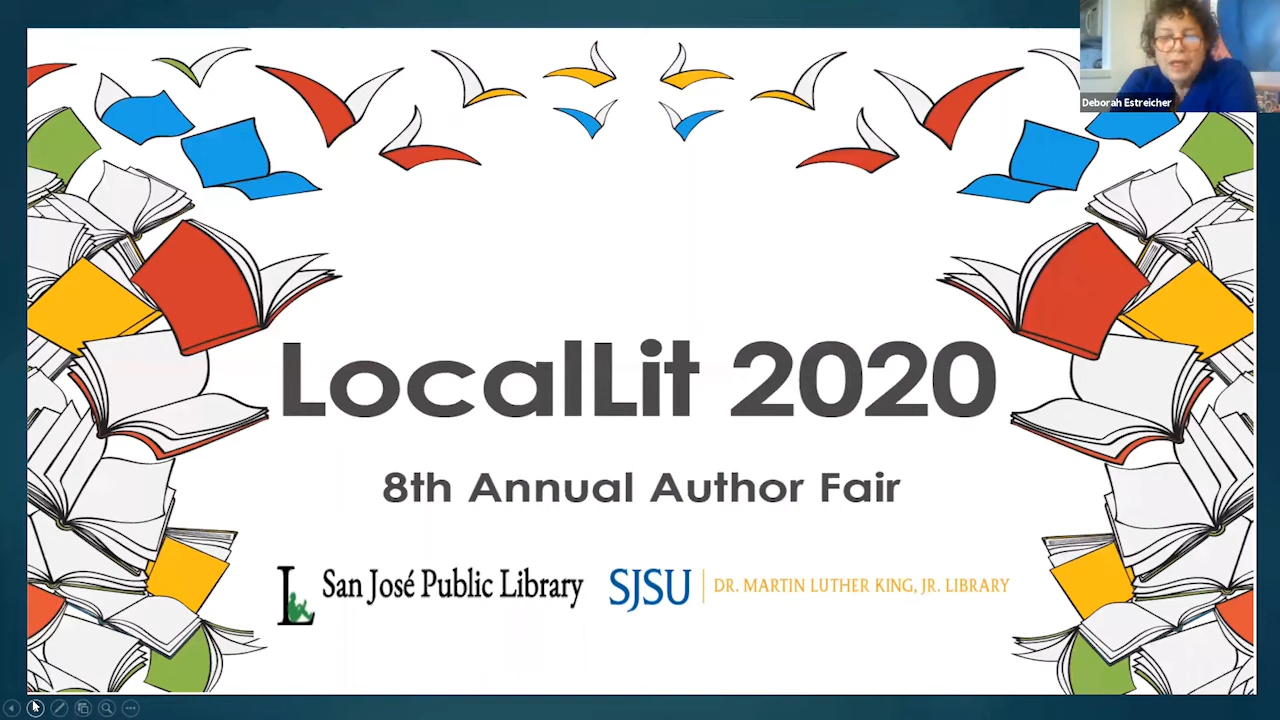 Deborah Estreicher
LocalLit 2020
8th Annual Author Fair
San José Public Library
SJSU DR. MARTIN LUTHER KING, JR. LIBRARY